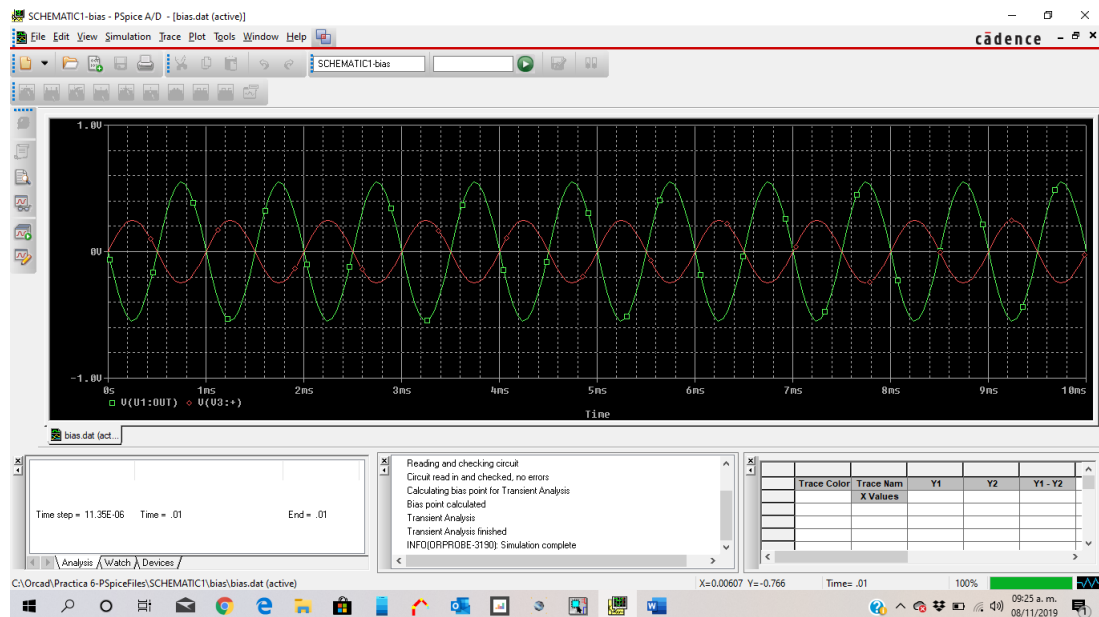 SCHEMATIC1-bias - PSpice A/D - [bias.dat (active)]
File Edit View Simulation Trace Plot Tools Window Help
cādence
SCHEMATIC1-bias
1.0V
0V
-1.0V
0s 1ms 2ms 3ms 4ms 5ms 6ms 7ms 8ms 9ms 10ms
V(U1:OUT) V(V3:+)
Time
bias.dat (act...
Time step = 11.35E-06 Time = .01 End = .01
Analysis Watch Devices
Reading and checking circuit
Circuit read in and checked, no errors
Calculating bias point for Transient Analysis
Bias point calculated
Transient Analysis
Transient Analysis finished
INFO(ORPROBE-3190): Simulation complete
Trace Color Trace Nam Y1 Y2 Y1 - Y2
X Values
C:\Orcad\Practica 6-PSpiceFiles\SCHEMATIC1\bias\bias.dat (active) X=0.00607 Y=-0.766 Time= .01 100%
09:25 a. m.
08/11/2019